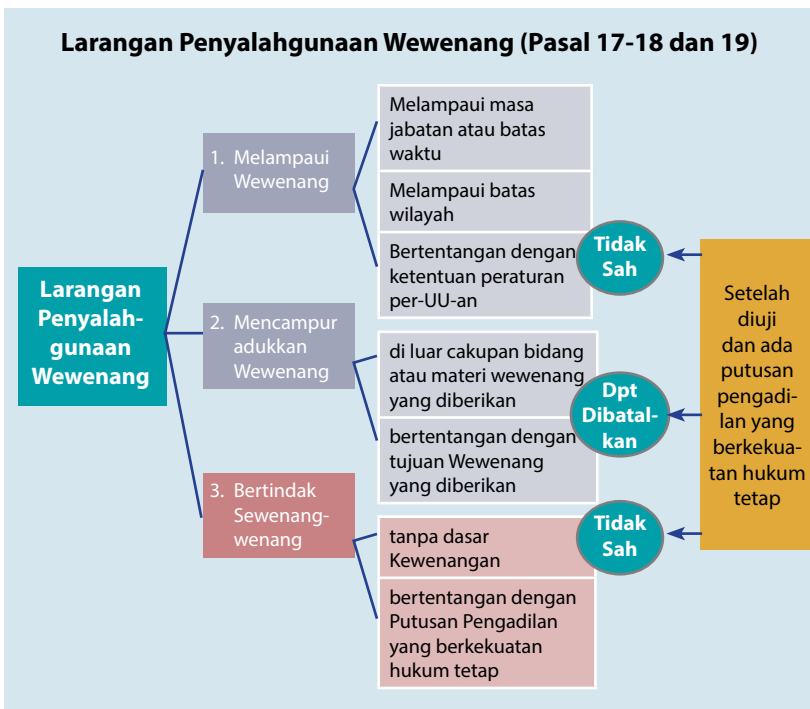 Larangan Penyalahgunaan Wewenang (Pasal 17-18 dan 19)
Larangan
Penyalah-
gunaan
Wewenang
1. Melampaui
Wewenang
Melampaui masa
jabatan atau batas
waktu
Melampaui batas
wilayah
Bertentangan dengan
ketentuan peraturan
per-UU-an
Tidak
Sah
2. Mencampur
adukkan
Wewenang
di luar cakupan bidang
atau materi wewenang
yang diberikan
bertentangan dengan
tujuan Wewenang
yang diberikan
Dpt
Dibatal-
kan
3. Bertindak
Sewenang-
wenang
tanpa dasar
Kewenangan
bertentangan dengan
Putusan Pengadilan
yang berkekuatan
hukum tetap
Tidak
Sah
Setelah
diuji
dan ada
putusan
pengadi-
lan yang
berkekua-
tan hukum
tetap